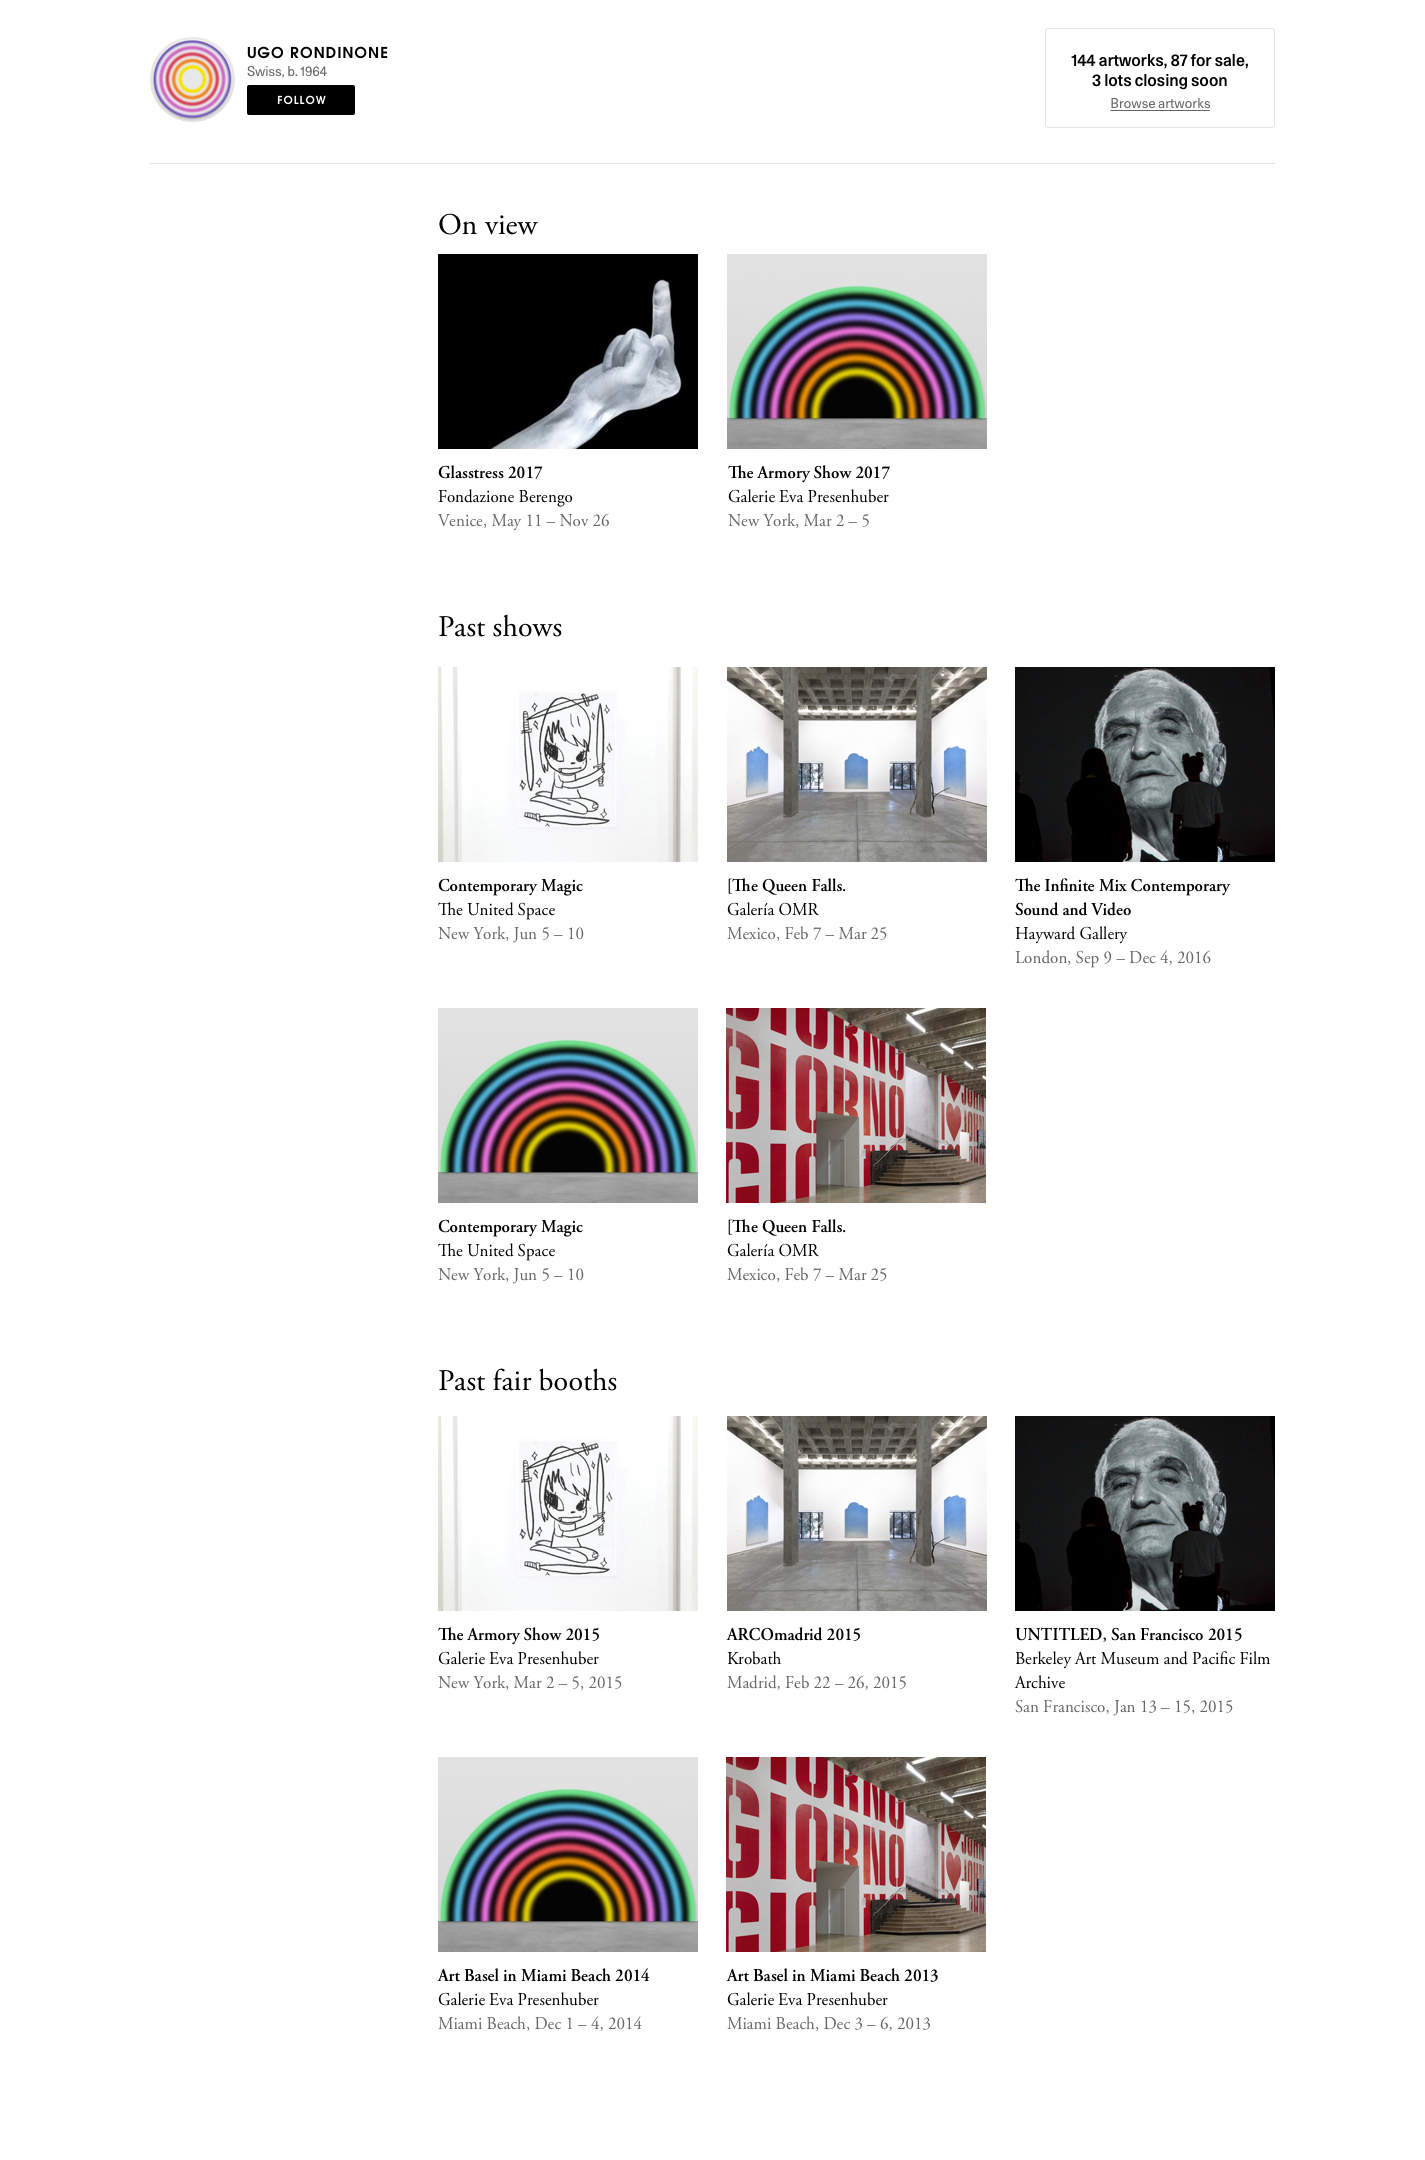 UGO RONDINONE
Swiss, b. 1964
FOLLOW
144 artworks, 87 for sale,
3 lots closing soon
Browse artworks
On view
Glasstress 2017
Fondazione Berengo
Venice, May 11 – Nov 26
The Armory Show 2017
Galerie Eva Presenhuber
New York, Mar 2 – 5
Past shows
Contemporary Magic
The United Space
New York, Jun 5 – 10
[The Queen Falls.
Galería OMR
Mexico, Feb 7 – Mar 25
The Infinite Mix Contemporary
Sound and Video
Hayward Gallery
London, Sep 9 – Dec 4, 2016
GIORNO
GIORNO
GIO
I
Contemporary Magic
The United Space
New York, Jun 5 – 10
[The Queen Falls.
Galería OMR
Mexico, Feb 7 – Mar 25
Past fair booths
The Armory Show 2015
Galerie Eva Presenhuber
New York, Mar 2 – 5, 2015
ARCOmadrid 2015
Krobath
Madrid, Feb 22 – 26, 2015
UNTITLED, San Francisco 2015
Berkeley Art Museum and Pacific Film
Archive
San Francisco, Jan 13 – 15, 2015
GIORNO
GIORNO
GIO
I
Art Basel in Miami Beach 2014
Galerie Eva Presenhuber
Miami Beach, Dec 1 – 4, 2014
Art Basel in Miami Beach 2013
Galerie Eva Presenhuber
Miami Beach, Dec 3 – 6, 2013